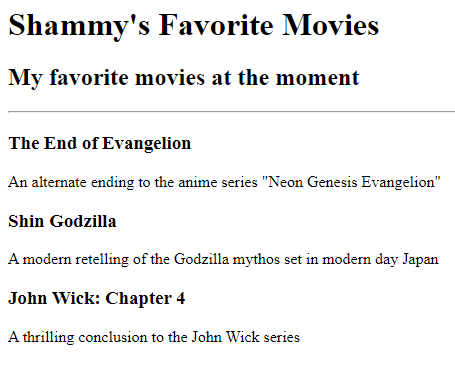 Shammy's Favorite Movies
My favorite movies at the moment
The End of Evangelion
An alternate ending to the anime series "Neon Genesis Evangelion"
Shin Godzilla
A modern retelling of the Godzilla mythos set in modern day Japan
John Wick: Chapter 4
A thrilling conclusion to the John Wick series